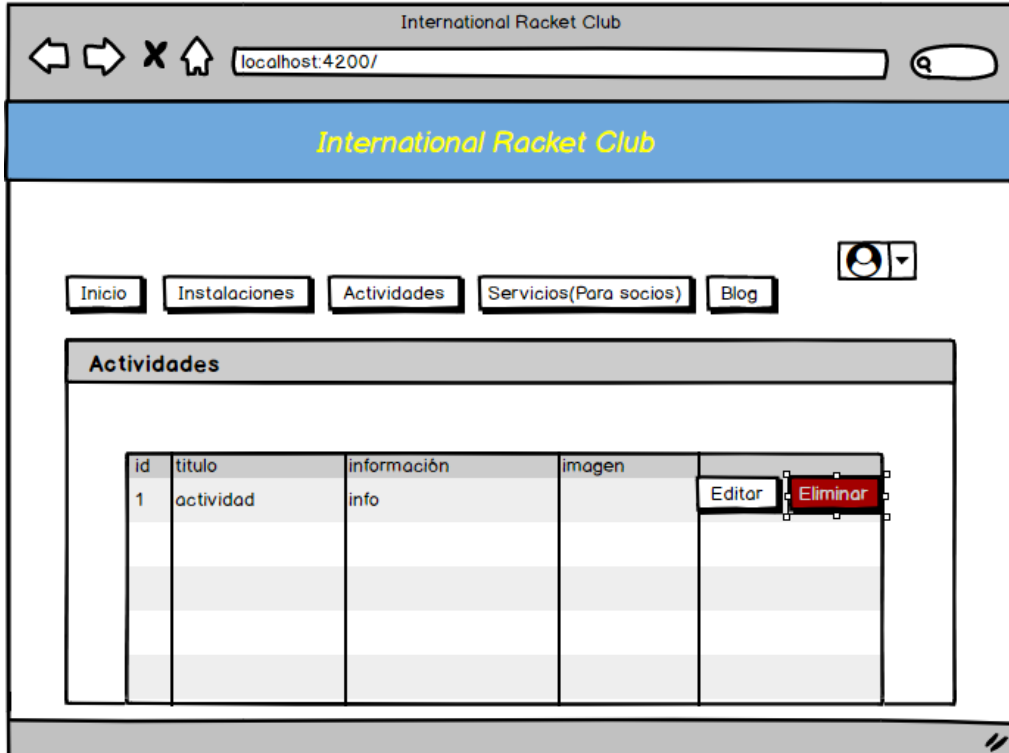 International Racket Club
localhost:4200/
International Racket Club
Inicio Instalaciones Actividades Servicios(Para socios) Blog
Actividades
id titulo información imagen
1 actividad info Editar Eliminar